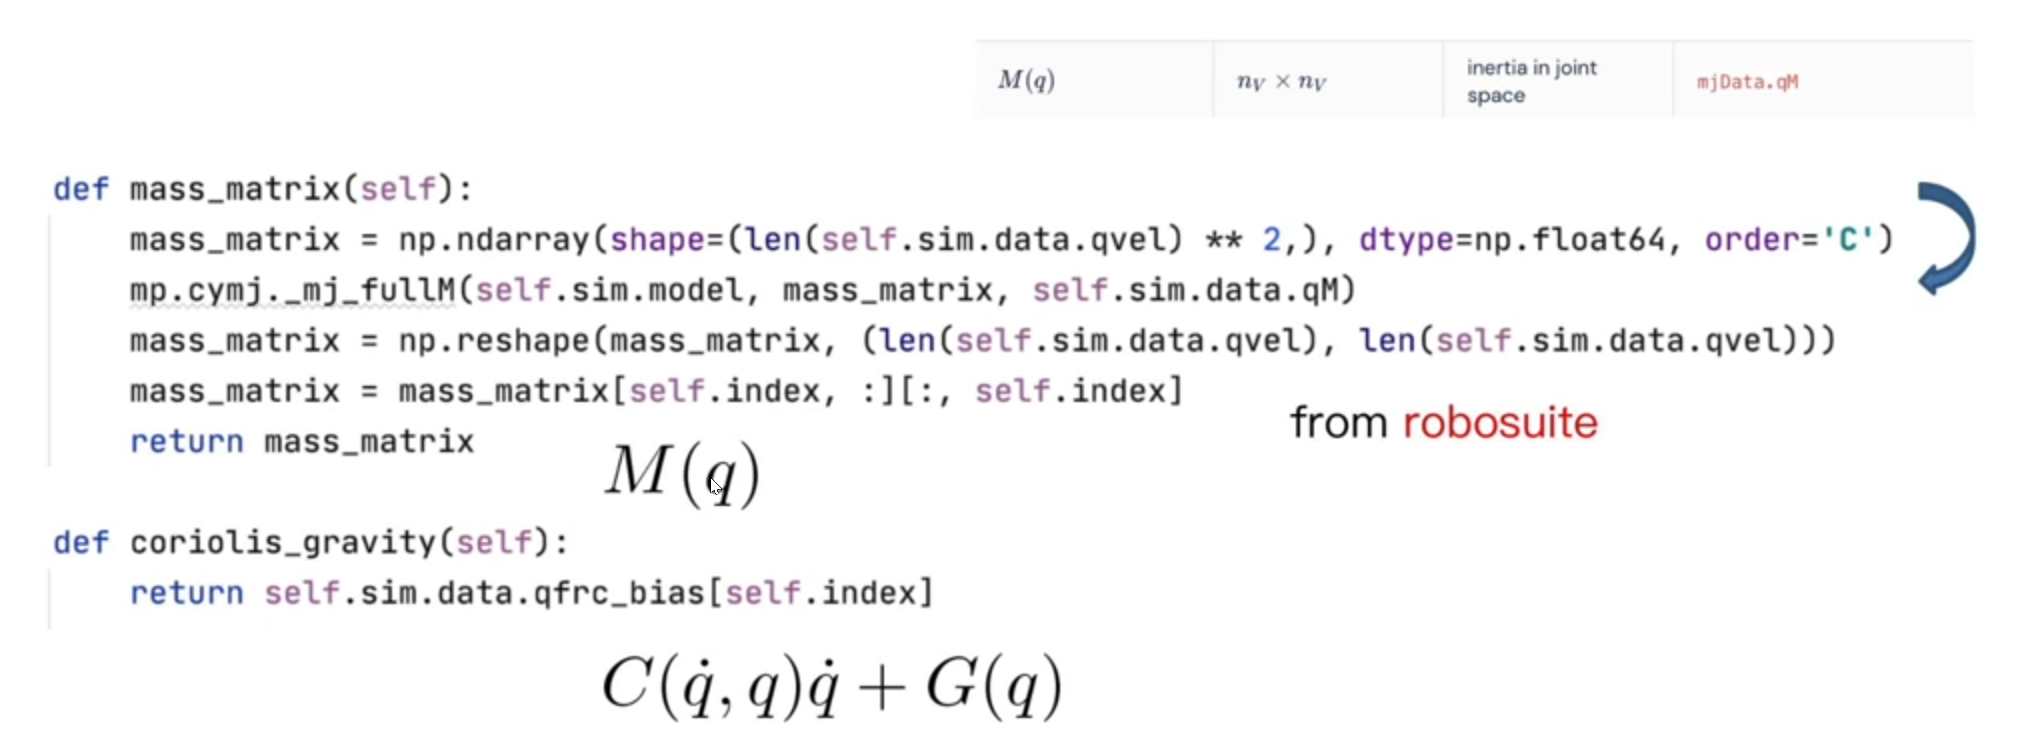 M(q) n_V × n_V inertia in joint space mjData.qM
def mass_matrix(self):
mass_matrix = np.ndarray(shape=(len(self.sim.data.qvel) ** 2,), dtype=np.float64, order='C')
mp.cymj._mj_fullM(self.sim.model, mass_matrix, self.sim.data.qM)
mass_matrix = np.reshape(mass_matrix, (len(self.sim.data.qvel), len(self.sim.data.qvel)))
mass_matrix = mass_matrix[self.index, :][:, self.index]
from robosuite
return mass_matrix
M(q)
def coriolis_gravity(self):
return self.sim.data.qfrc_bias[self.index]
C(q̇, q)q̇ + G(q)